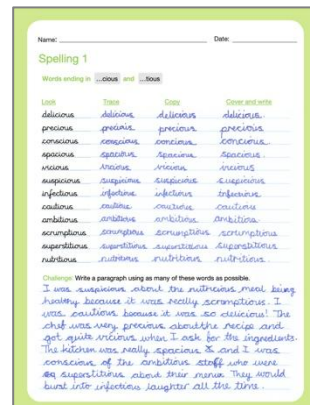 Name: Date:
Spelling 1
Words ending in ...cious and ...tious
Look Trace Copy Cover and write
delicious delicious delicious delicious
precious precious precious precious
conscious conscious concious concious
spacious spacious spacious spacious
vicious vicious vicious vicious
suspicious suspicious suspicious suspicious
infectious infectious infectious infectious
cautious cautious cautious cautious
ambitious ambitious ambitious ambitious
scrumptious scrumptious scrumptious scrumptious
superstitious superstitious superstitious superstitious
nutritious nutritious nutritious nutritious
Challenge: Write a paragraph using as many of these words as possible.
I was suspicious about the nutricious meal being
healthy because it was really scrumptious. I
was cautious because it was so delicious! The
chef was very precious about the recipe and
got quite vicious when I ask for the ingredients.
The kitchen was really spacious & and I was
conscious of the ambitious staff who were
superstitious about their menu. They would
burst into infectious laughter all the time.